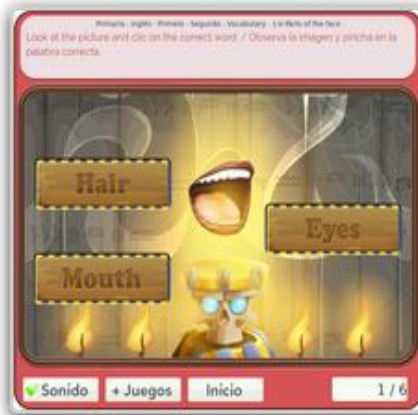 Primaria - Inglés - Primero - Segundo - Vocabulary - 1.v Parts of the face
Look at the picture and clic on the correct word. / Observa la imagen y pincha en la
palabra correcta.
Hair
Eyes
Mouth
Sonido
+ Juegos
Inicio
1 / 6